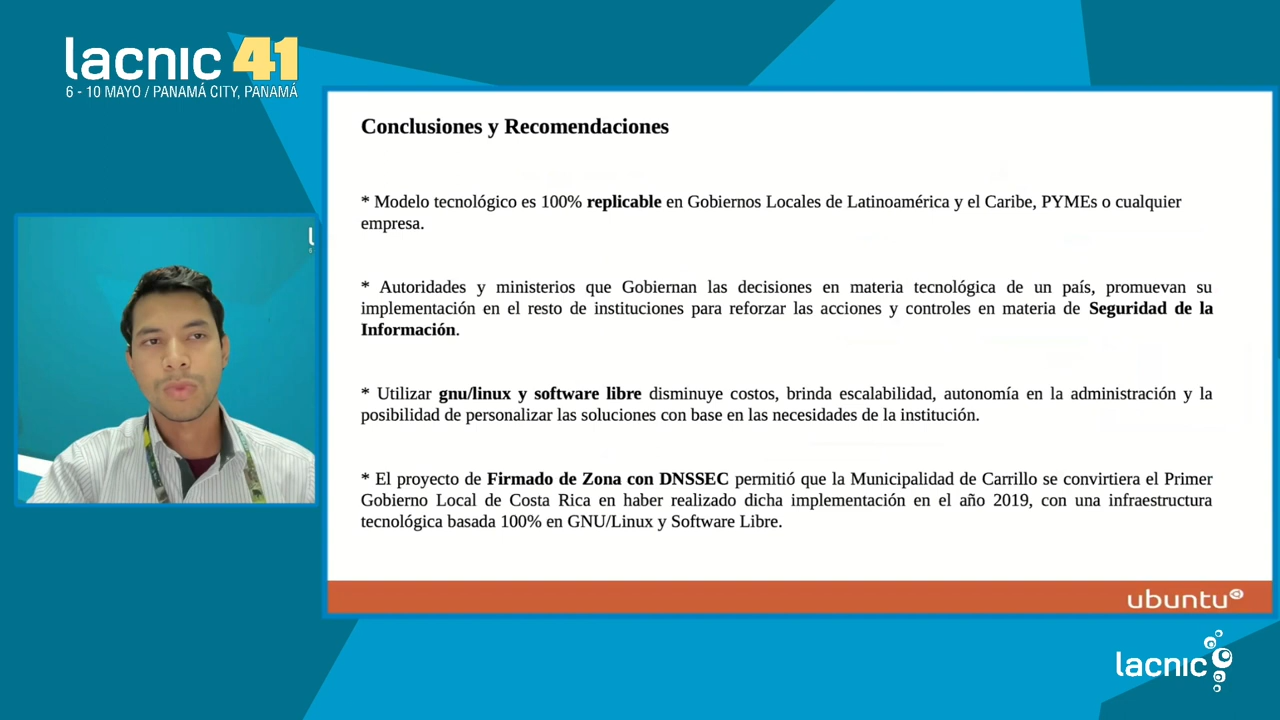 lacnic 41
6 - 10 MAYO / PANAMÁ CITY, PANAMÁ
Conclusiones y Recomendaciones
* Modelo tecnológico es 100% replicable en Gobiernos Locales de Latinoamérica y el Caribe, PYMEs o cualquier
empresa.
* Autoridades y ministerios que Gobiernan las decisiones en materia tecnológica de un país, promuevan su
implementación en el resto de instituciones para reforzar las acciones y controles en materia de Seguridad de la
Información.
* Utilizar gnu/linux y software libre disminuye costos, brinda escalabilidad, autonomía en la administración y la
posibilidad de personalizar las soluciones con base en las necesidades de la institución.
* El proyecto de Firmado de Zona con DNSSEC permitió que la Municipalidad de Carrillo se convirtiera el Primer
Gobierno Local de Costa Rica en haber realizado dicha implementación en el año 2019, con una infraestructura
tecnológica basada 100% en GNU/Linux y Software Libre.
ubuntu
lacnic